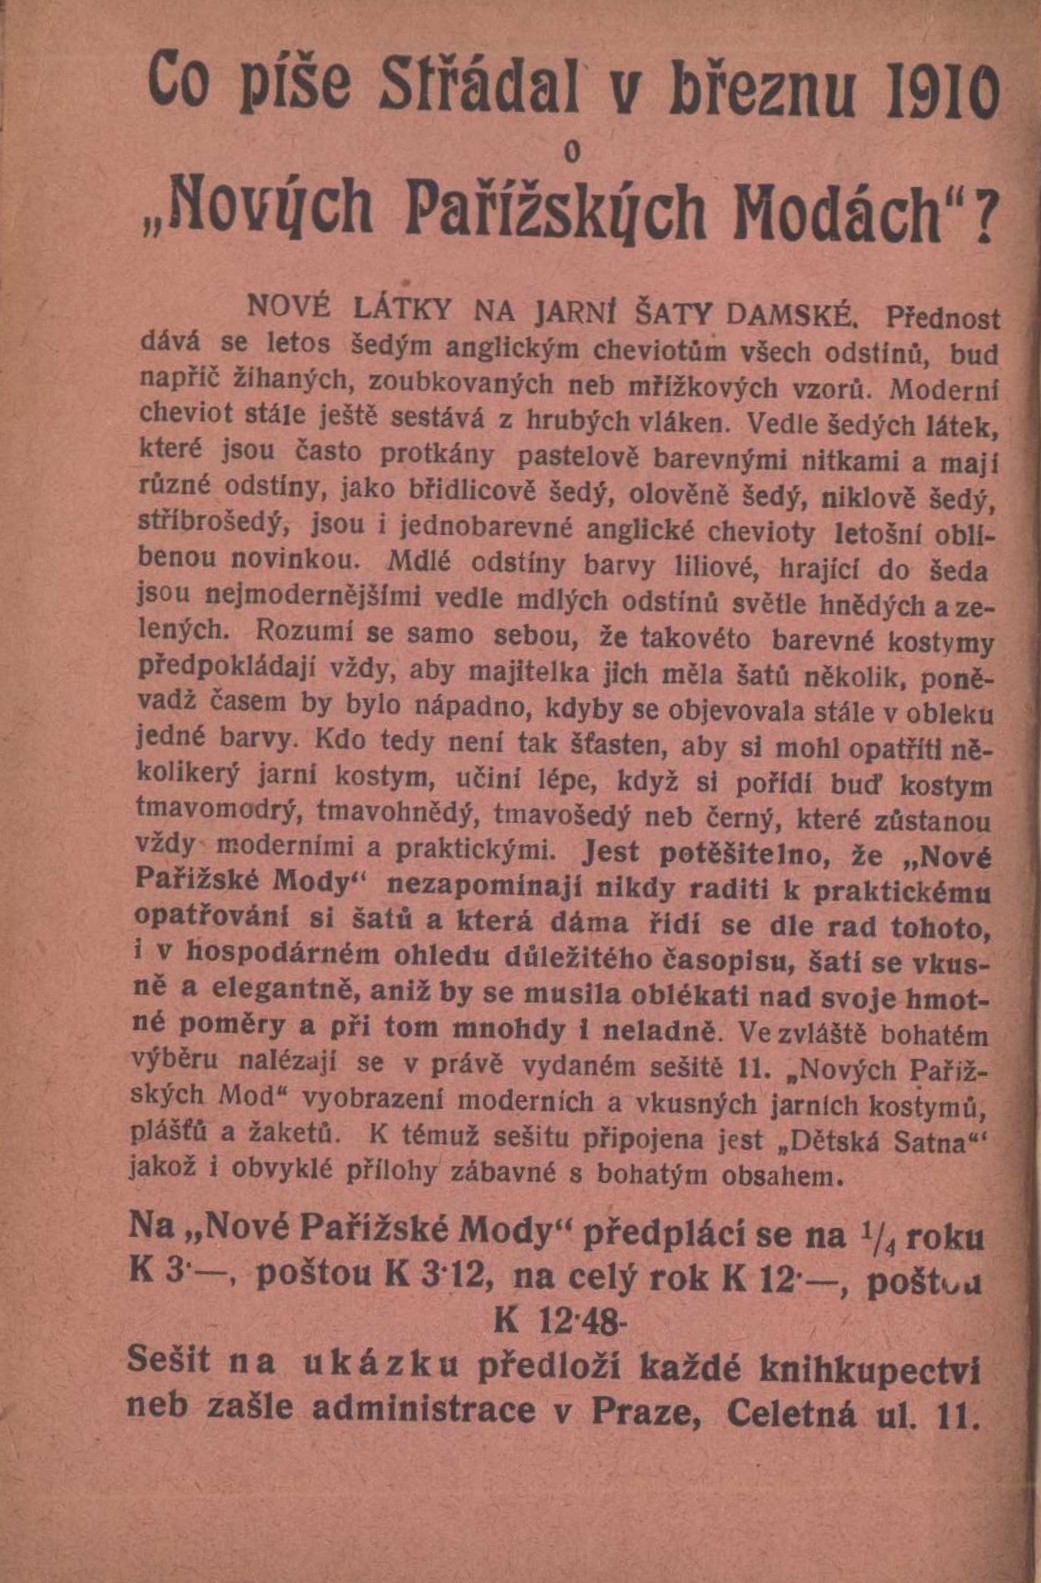 Co píše Střádal v březnu 1910
o
„Nových Pařížských Modách“?
NOVÉ LÁTKY NA JARNÍ ŠATY DAMSKÉ. Přednost
dává se letos šedým anglickým cheviotům všech odstínů, bud
napříč žíhaných, zoubkovaných neb mřížkových vzorů. Moderní
cheviot stále ještě sestává z hrubých vláken. Vedle šedých látek,
které jsou často protkány pastelově barevnými nitkami a mají
různé odstíny, jako břidlicově šedý, olověně šedý, niklově šedý,
stříbrošedý, jsou i jednobarevné anglické chevioty letošní oblí-
benou novinkou. Mdlé odstíny barvy liliové, hrající do šeda
jsou nejmodernějšími vedle mdlých odstínů světle hnědých a ze-
lených. Rozumí se samo sebou, že takovéto barevné kostymy
předpokládají vždy, aby majitelka jich měla šatů několik, poně-
vadž časem by bylo nápadno, kdyby se objevovala stále v obleku
jedné barvy. Kdo tedy není tak šťasten, aby si mohl opatříti ně-
kolikerý jarní kostym, učiní lépe, když si pořídí buď kostym
tmavomodrý, tmavohnědý, tmavošedý neb černý, které zůstanou
vždy moderními a praktickými. Jest potěšitelno, že „Nové
Pařížské Mody“ nezapomínají nikdy raditi k praktickému
opatřování si šatů a která dáma řídí se dle rad tohoto,
i v hospodárném ohledu důležitého časopisu, šatí se vkus-
ně a elegantně, aniž by se musila oblékati nad svoje hmot-
né poměry a při tom mnohdy i neladně. Ve zvláště bohatém
výběru nalézají se v právě vydaném sešitě 11. „Nových Paříž-
ských Mod“ vyobrazení moderních a vkusných jarních kostymů,
plášťů a žaketů. K témuž sešitu připojena jest „Dětská Satna“‘
jakož i obvyklé přílohy zábavné s bohatým obsahem.
Na „Nové Pařížské Mody“ předplácí se na 1/4 roku
K 3·—, poštou K 3·12, na celý rok K 12·—, poštou
K 12·48-
Sešit na ukázku předloží každé knihkupectví
neb zašle administrace v Praze, Celetná ul. 11.